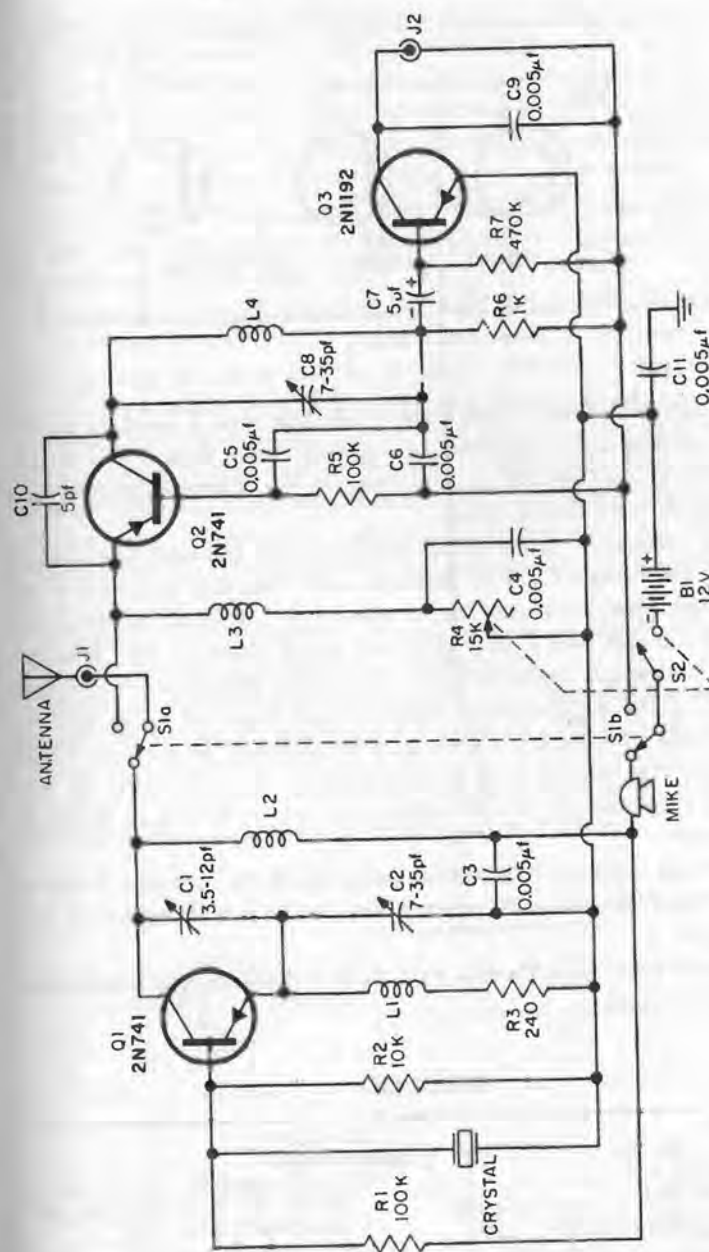 ANTENNA
J1
S1a
Q1
2N741
C1
3.5-12pf
L2
C2
7-35pf
L1
R3
240
C3
0.005μf
R2
10K
CRYSTAL
R1
100K
MIKE
S1b
S2
B1
12V
-
+
C11
0.005μf
L3
R4
15K
C4
0.005μf
C10
5pf
Q2
2N741
C5
0.005μf
R5
100K
C6
0.005μf
C8
7-35pf
L4
C7
5μf
-
+
R6
1K
R7
470K
Q3
2N1192
C9
0.005μf
J2